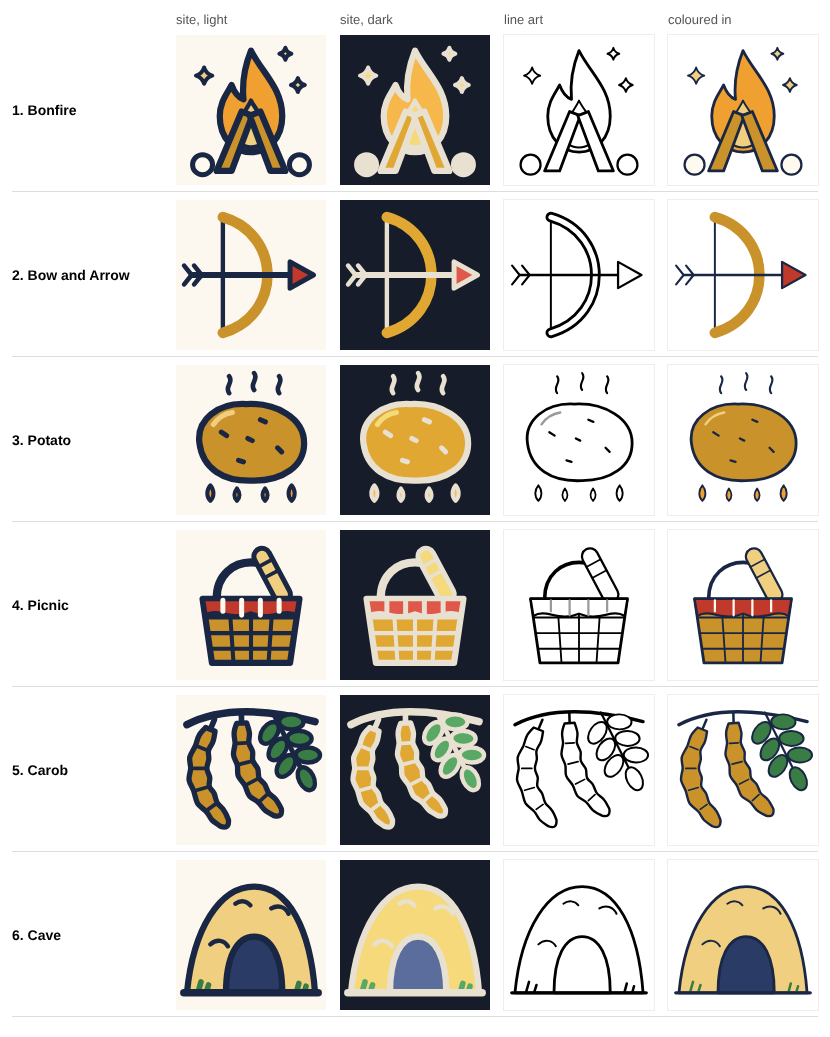 site, light
site, dark
line art
coloured in
1. Bonfire
2. Bow and Arrow
3. Potato
4. Picnic
5. Carob
6. Cave